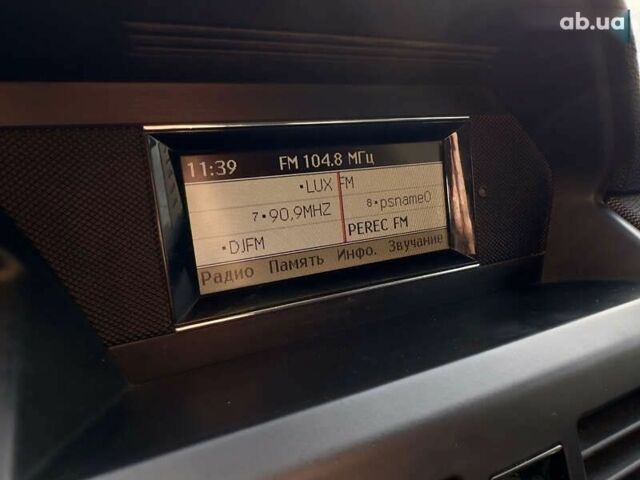 ab.ua
11:39 FM 104.8 МГц
•LUX FM
7•90,9MHZ 8•psname0
•DJFM PEREC FM
Радио Память Инфо. Звучание